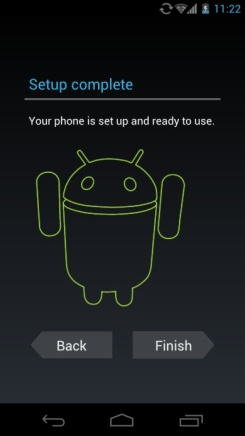 11:22
Setup complete
Your phone is set up and ready to use.
Back
Finish